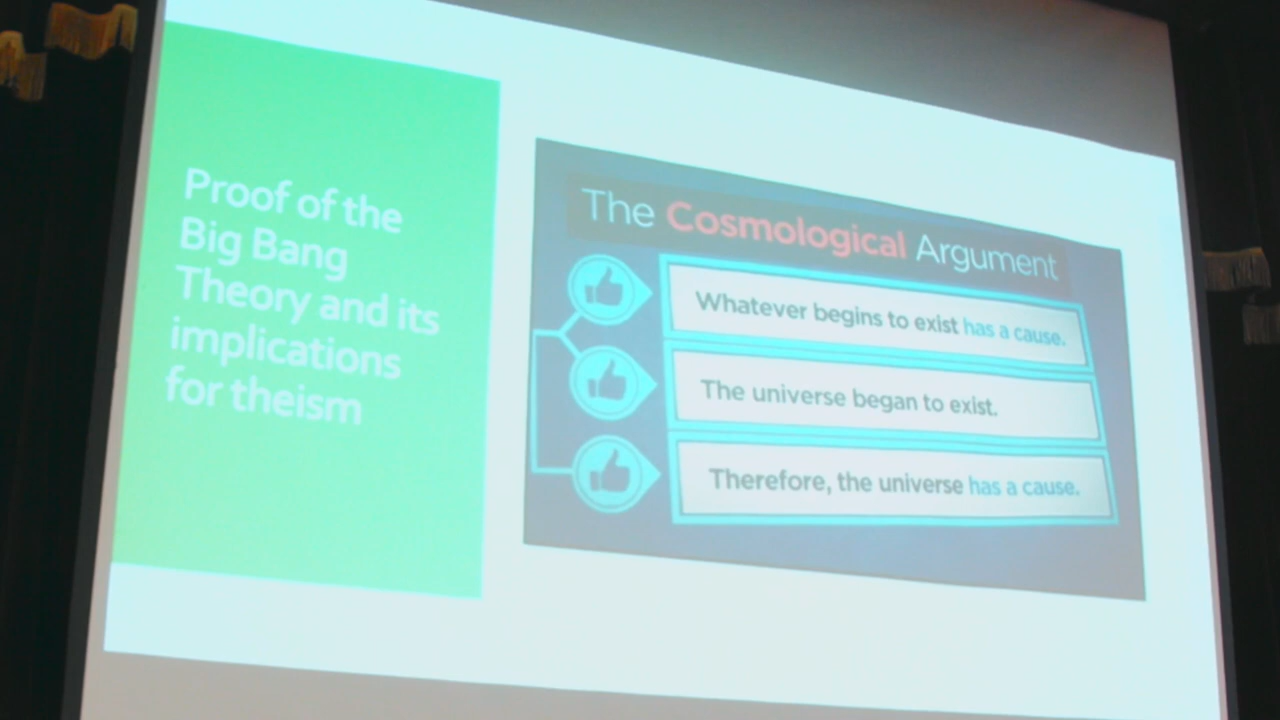 Proof of the
Big Bang
Theory and its
implications
for theism
The Cosmological Argument
Whatever begins to exist has a cause.
The universe began to exist.
Therefore, the universe has a cause.